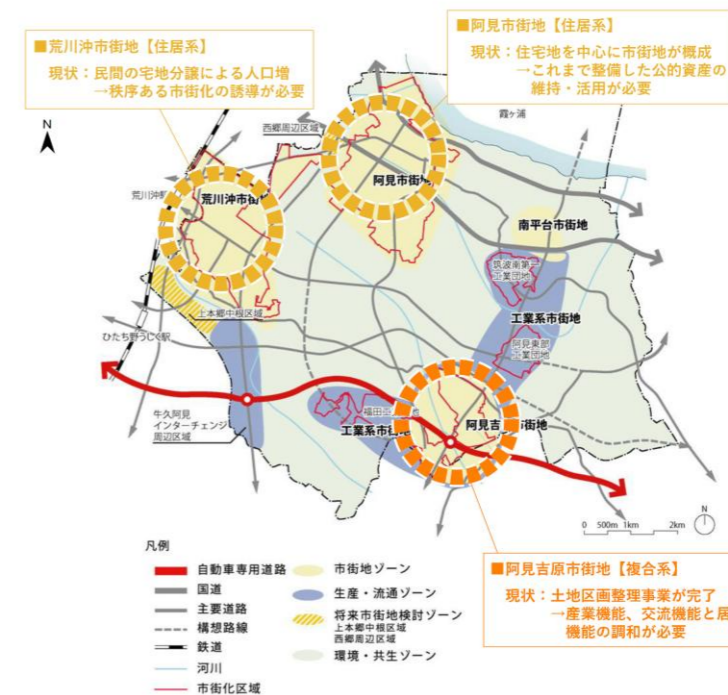 ■荒川沖市街地【住居系】
現状：民間の宅地分譲による人口増
→秩序ある市街化の誘導が必要
■阿見市街地【住居系】
現状：住宅地を中心に市街地が概成
→これまで整備した公的資産の
維持・活用が必要
N
霞ヶ浦
西郷周辺区域
阿見市街地
荒川沖
荒川沖市街
南平台市街地
筑波南第一
工業団地
工業系市街地
阿見東部
工業団地
上本郷中根区域
ひたち野うしく駅
牛久阿見
インターチェンジ
周辺区域
福田工
地
工業系市街地
阿見吉
市街地
N
0 500m 1km 2km
■阿見吉原市街地【複合系】
現状：土地区画整理事業が完了
→産業機能、交流機能と居
機能の調和が必要
凡例
自動車専用道路
国道
主要道路
構想路線
鉄道
河川
市街化区域
市街地ゾーン
生産・流通ゾーン
将来市街地検討ゾーン
上本郷中根区域
西郷周辺区域
環境・共生ゾーン